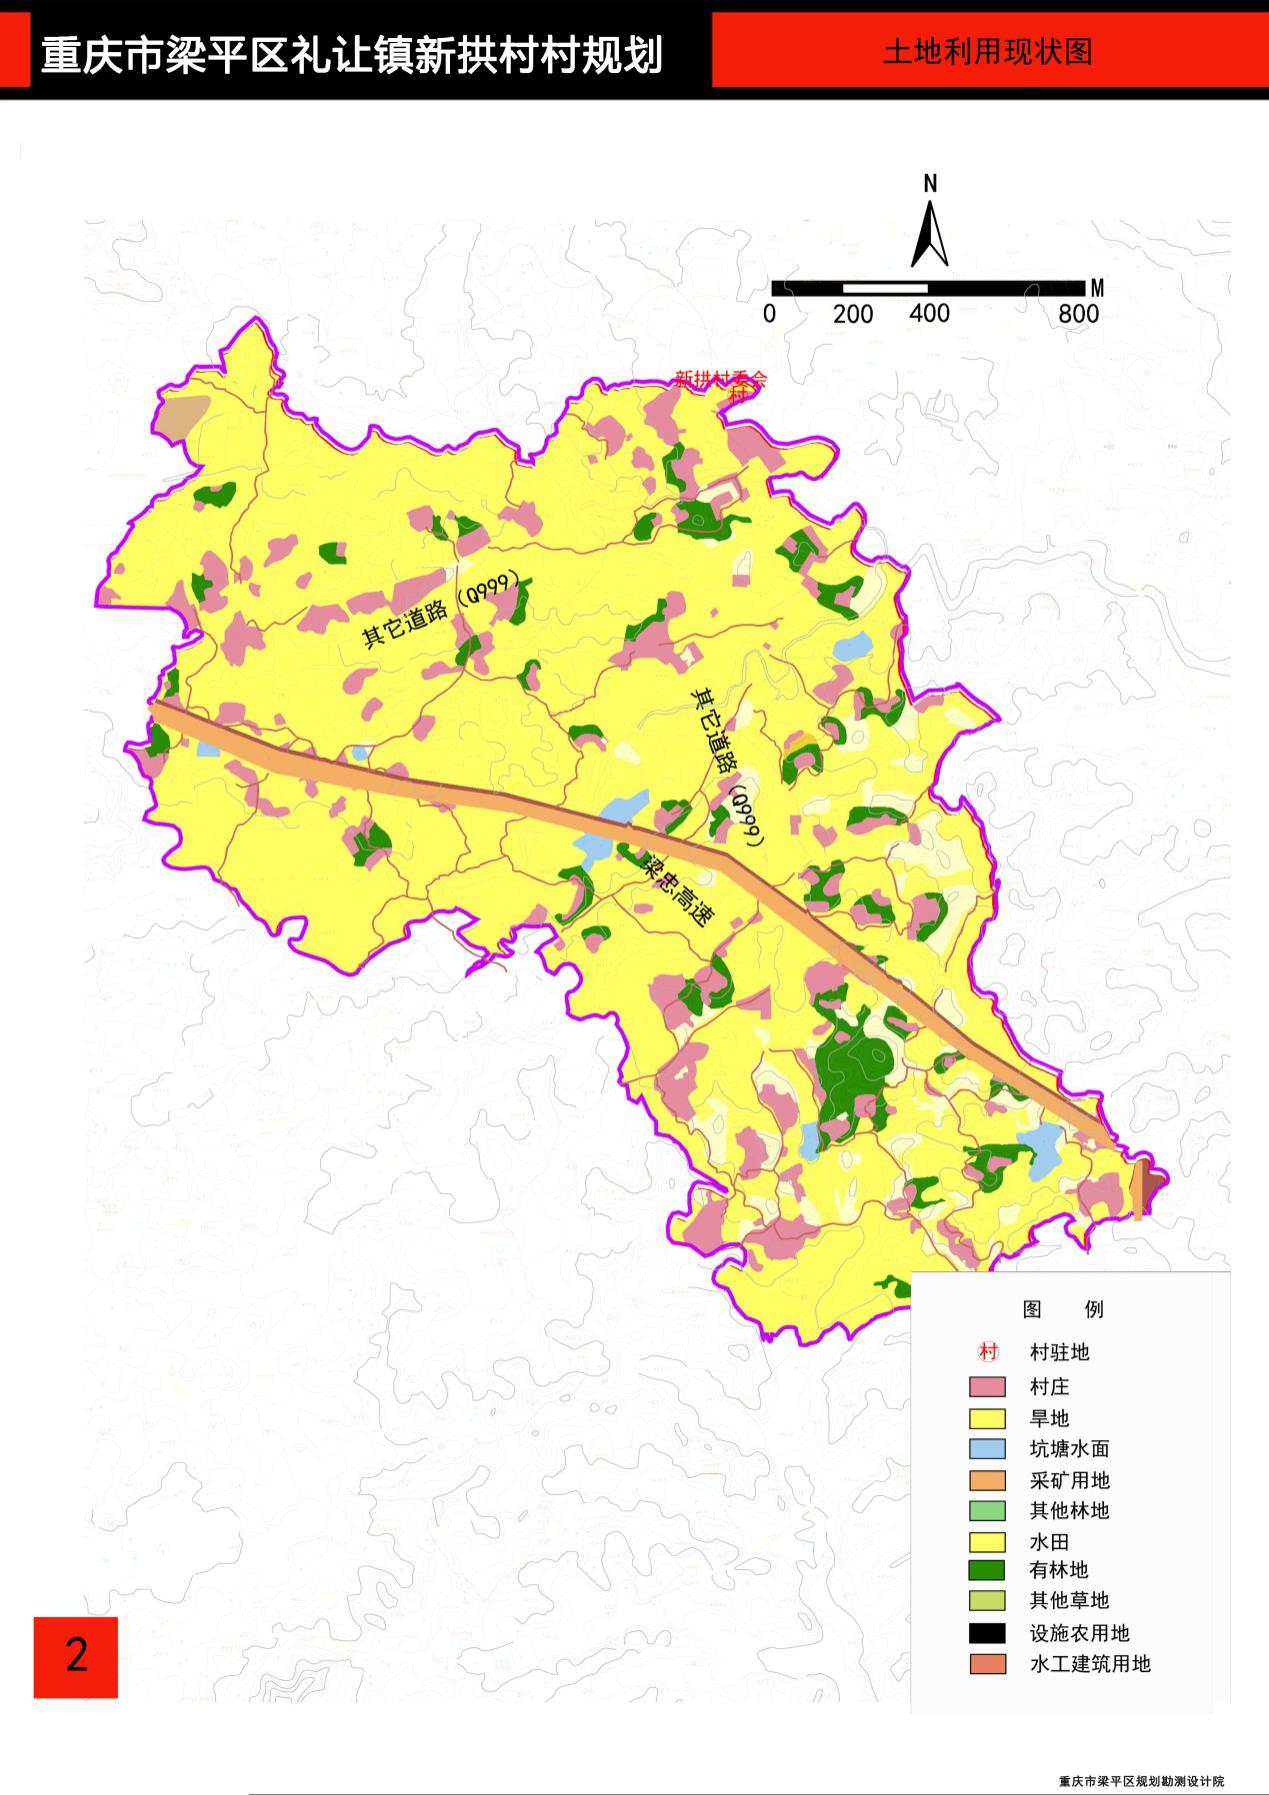 重庆市梁平区礼让镇新拱村村规划
土地利用现状图
N
M
0 200 400 800
新拱村委会
村
其它道路（Q999）
其它道路（Q999）
梁忠高速
图 例
村 村驻地
村庄
旱地
坑塘水面
采矿用地
其他林地
水田
有林地
其他草地
设施农用地
水工建筑用地
2
重庆市梁平区规划勘测设计院